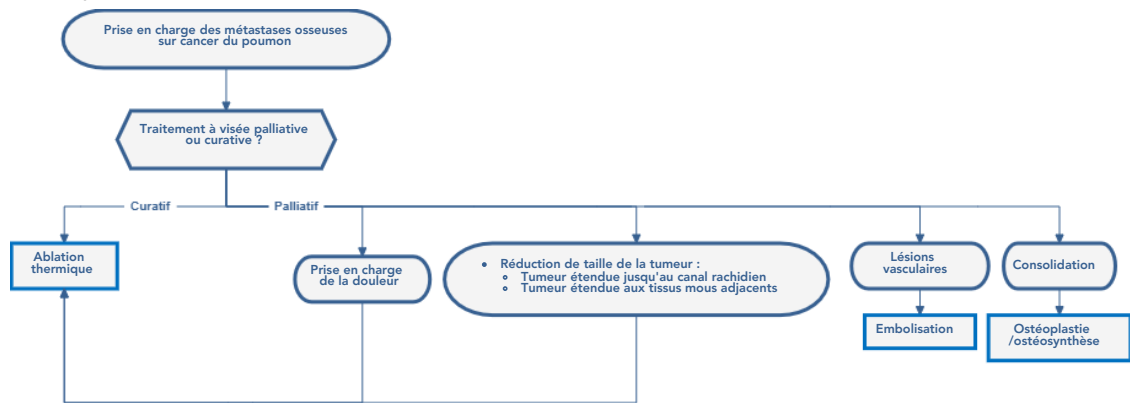 Prise en charge des métastases osseuses
sur cancer du poumon
Traitement à visée palliative
ou curative ?
Curatif
Palliatif
Ablation
thermique
Prise en charge
de la douleur
• Réduction de taille de la tumeur :
∘ Tumeur étendue jusqu'au canal rachidien
∘ Tumeur étendue aux tissus mous adjacents
Lésions
vasculaires
Consolidation
Embolisation
Ostéoplastie
/ostéosynthèse